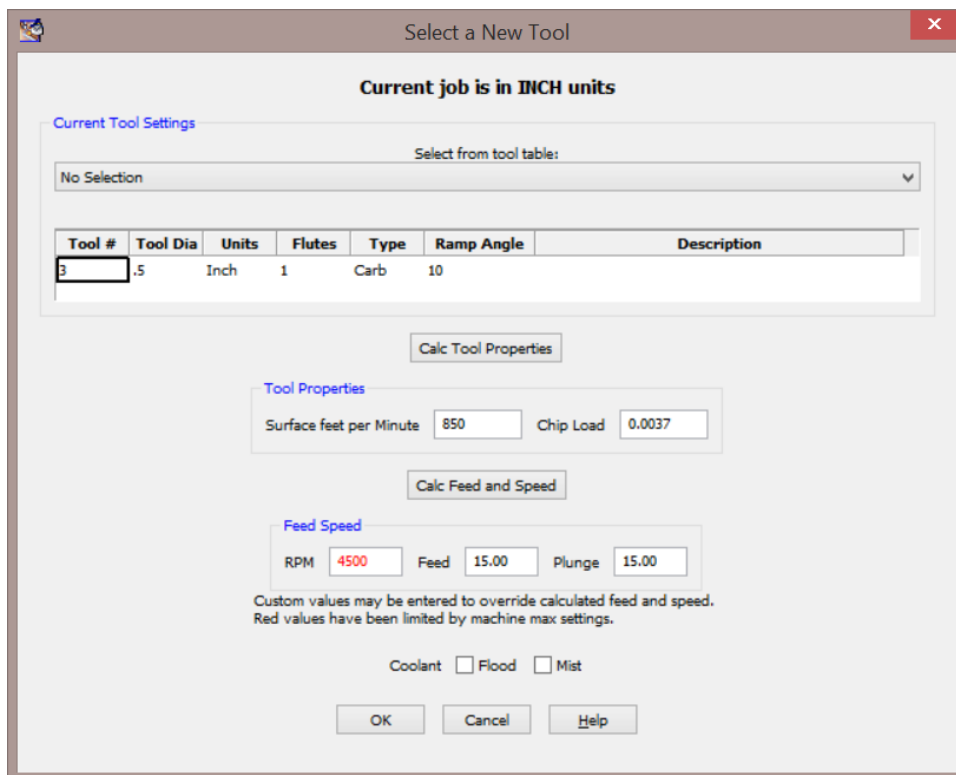 Select a New Tool
Current job is in INCH units
Current Tool Settings
Select from tool table:
No Selection
Tool # Tool Dia Units Flutes Type Ramp Angle Description
3 .5 Inch 1 Carb 10
Calc Tool Properties
Tool Properties
Surface feet per Minute 850 Chip Load 0.0037
Calc Feed and Speed
Feed Speed
RPM 4500 Feed 15.00 Plunge 15.00
Custom values may be entered to override calculated feed and speed.
Red values have been limited by machine max settings.
Coolant Flood Mist
OK Cancel Help